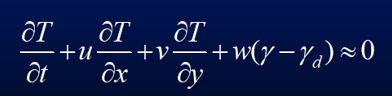 ∂T/∂t + u ∂T/∂x + v ∂T/∂y + w(γ − γ_d) ≈ 0